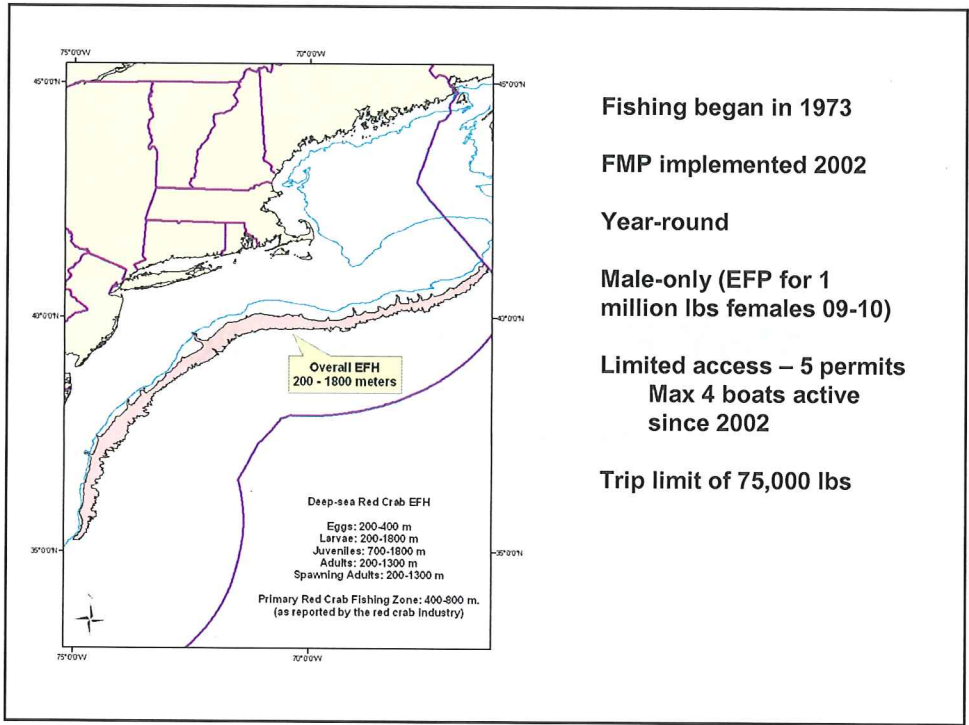 75°0'0"W
70°0'0"W
45°0'0"N
45°0'0"N
40°0'0"N
40°0'0"N
35°0'0"N
35°0'0"N
75°0'0"W
70°0'0"W
Overall EFH
200 - 1800 meters
Deep-sea Red Crab EFH
Eggs: 200-400 m
Larvae: 200-1800 m
Juveniles: 700-1800 m
Adults: 200-1300 m
Spawning Adults: 200-1300 m
Primary Red Crab Fishing Zone: 400-800 m.
(as reported by the red crab industry)
Fishing began in 1973
FMP implemented 2002
Year-round
Male-only (EFP for 1
million lbs females 09-10)
Limited access – 5 permits
Max 4 boats active
since 2002
Trip limit of 75,000 lbs